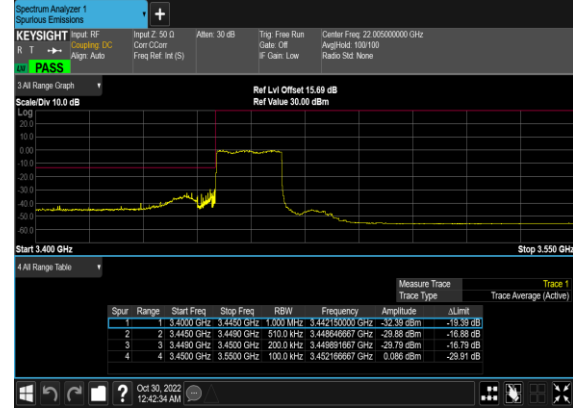 Spectrum Analyzer 1
Spurious Emissions
+
KEYSIGHT Input: RF Input Z: 50 Ω Atten: 30 dB Trig: Free Run Center Freq: 22.005000000 GHz
R T Coupling: DC Corr CCorr Gate: Off Avg|Hold: 100/100
Align: Auto Freq Ref: Int (S) IF Gain: Low Radio Std: None
LXI PASS
3 All Range Graph Ref Lvl Offset 15.69 dB
Scale/Div 10.0 dB Ref Value 30.00 dBm
Log
20.0
10.0
0.00
-10.0
-20.0
-30.0
-40.0
-50.0
-60.0
Start 3.400 GHz Stop 3.550 GHz
4 All Range Table
Measure Trace Trace 1
Trace Type Trace Average (Active)
Spur Range Start Freq Stop Freq RBW Frequency Amplitude ΔLimit
1 1 3.4000 GHz 3.4450 GHz 1.000 MHz 3.442150000 GHz -32.39 dBm -19.39 dB
2 2 3.4450 GHz 3.4490 GHz 510.0 kHz 3.448646667 GHz -29.88 dBm -16.88 dB
3 3 3.4490 GHz 3.4500 GHz 200.0 kHz 3.449891667 GHz -29.79 dBm -16.79 dB
4 4 3.4500 GHz 3.5500 GHz 100.0 kHz 3.452166667 GHz 0.086 dBm -29.91 dB
? Oct 30, 2022
12:42:34 AM